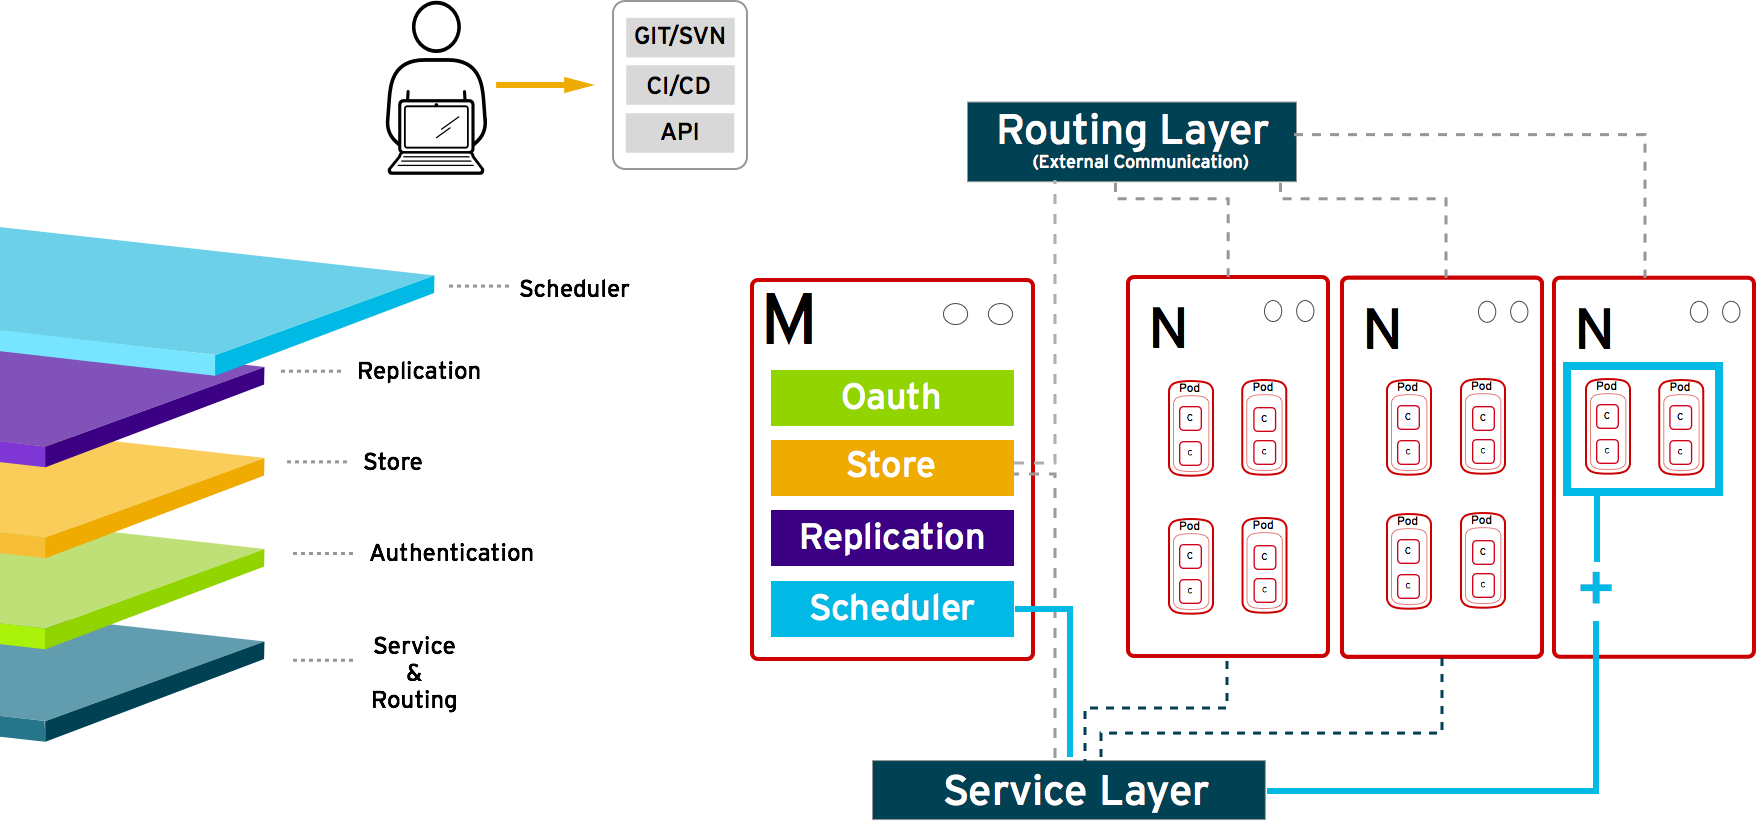 GIT/SVN
CI/CD
API
Routing Layer
(External Communication)
Scheduler
Replication
Store
Authentication
Service
&
Routing
M
Oauth
Store
Replication
Scheduler
N
Pod
Pod
C
C
C
C
Pod
Pod
C
C
C
C
N
Pod
Pod
C
C
C
C
Pod
Pod
C
C
C
C
N
Pod
Pod
C
C
C
C
+
Service Layer